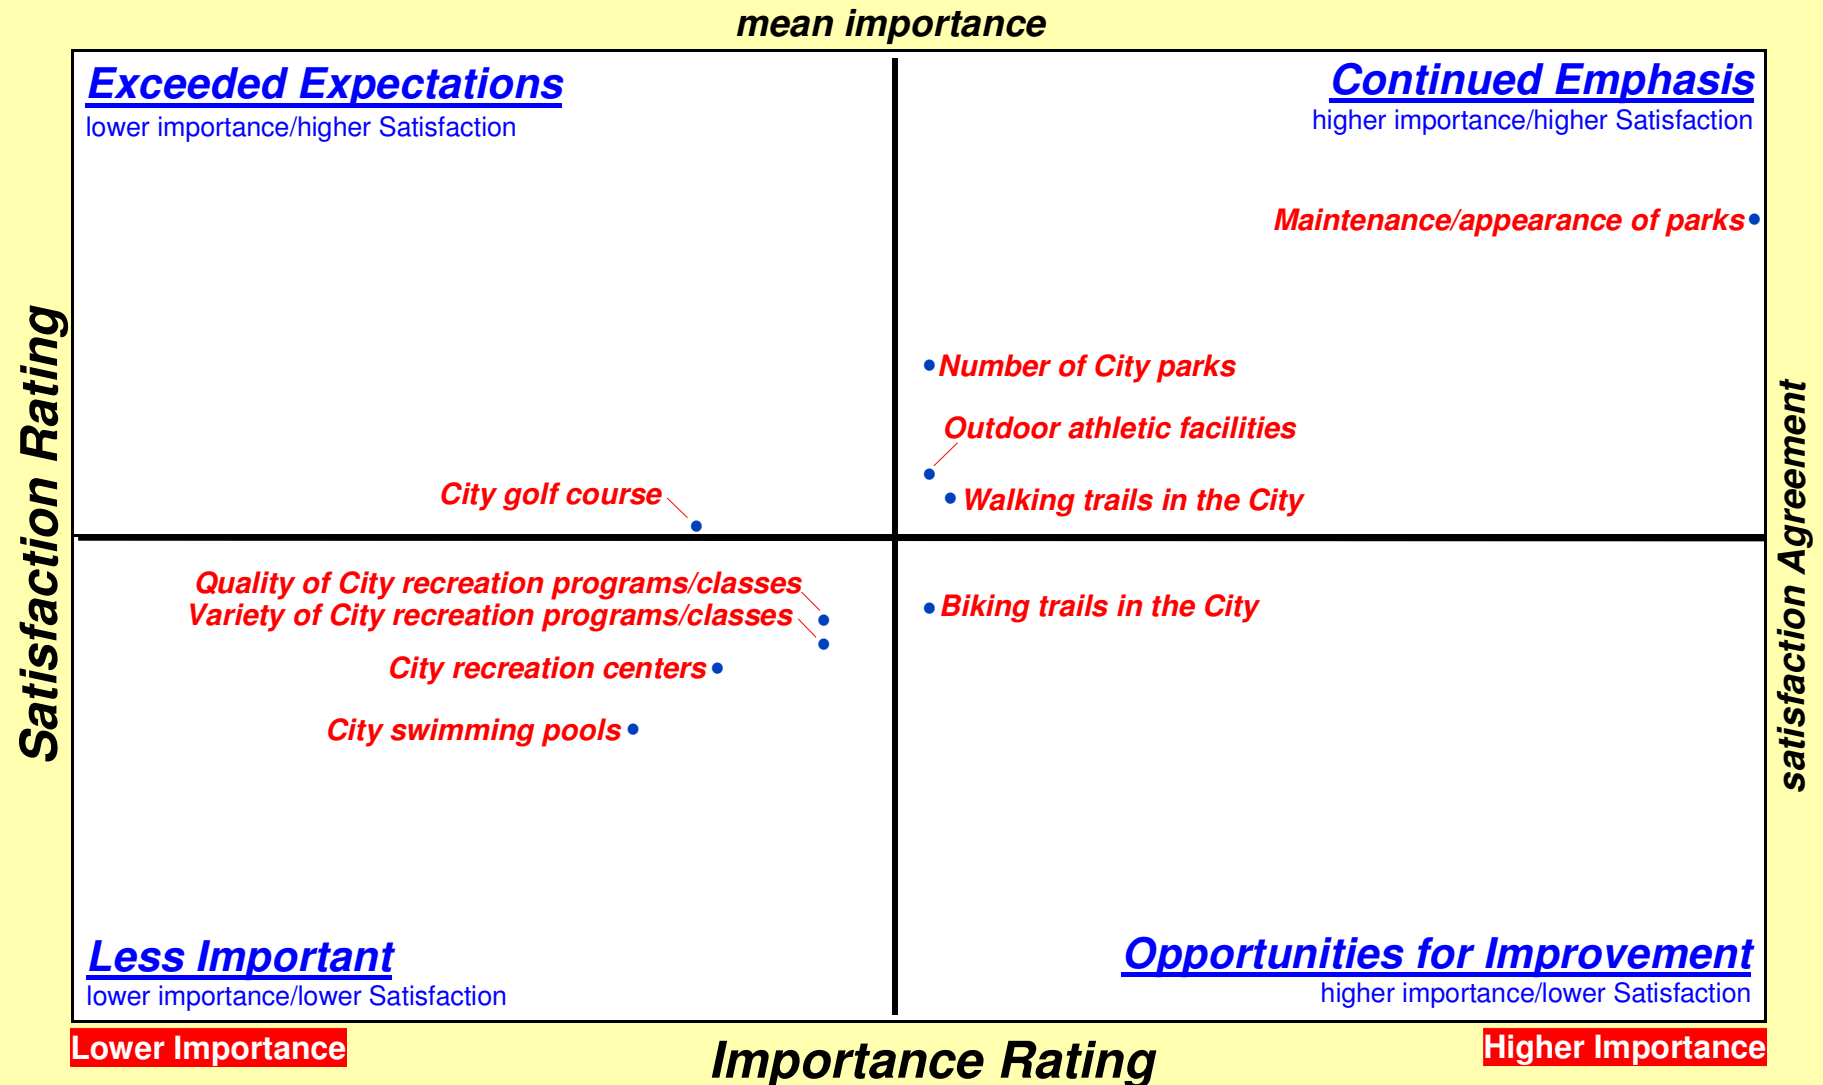 mean importance
Exceeded Expectations
lower importance/higher Satisfaction
Continued Emphasis
higher importance/higher Satisfaction
Maintenance/appearance of parks
Number of City parks
Outdoor athletic facilities
City golf course
Walking trails in the City
Quality of City recreation programs/classes
Variety of City recreation programs/classes
Biking trails in the City
City recreation centers
City swimming pools
Satisfaction Rating
satisfaction Agreement
Less Important
lower importance/lower Satisfaction
Opportunities for Improvement
higher importance/lower Satisfaction
Lower Importance
Importance Rating
Higher Importance